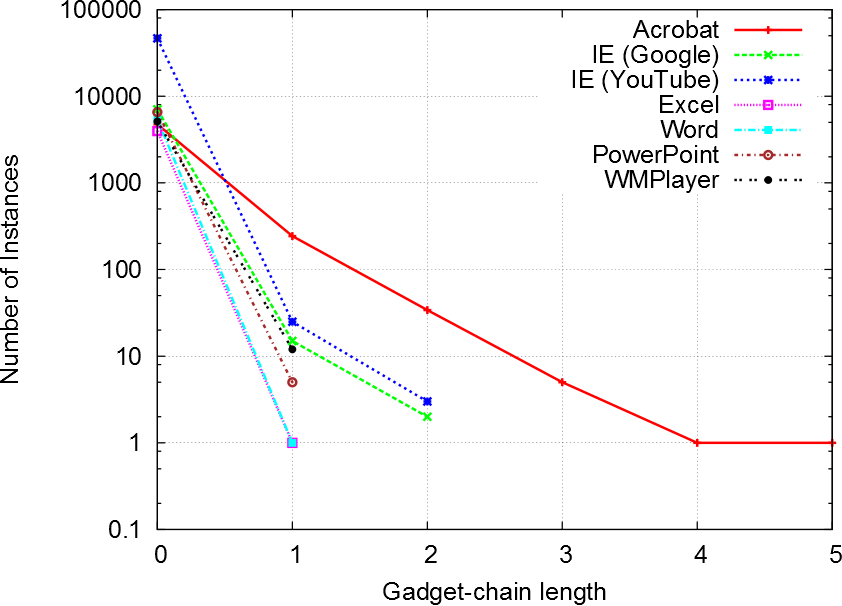 100000
10000
1000
100
10
1
0.1
Number of Instances
Acrobat
IE (Google)
IE (YouTube)
Excel
Word
PowerPoint
WMPlayer
0 1 2 3 4 5
Gadget-chain length